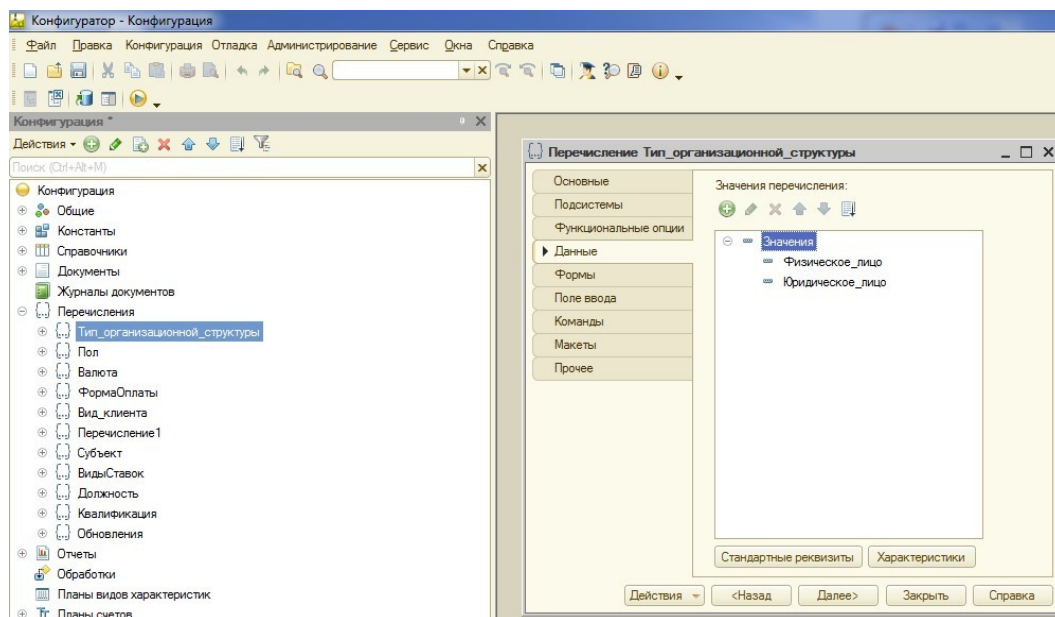 Конфигуратор - Конфигурация
Файл Правка Конфигурация Отладка Администрирование Сервис Окна Справка
Конфигурация *
Действия
Поиск (Ctrl+Alt+M)
Конфигурация
Общие
Константы
Справочники
Документы
Журналы документов
Перечисления
Тип_организационной_структуры
Пол
Валюта
ФормаОплаты
Вид_клиента
Перечисление1
Субъект
ВидыСтавок
Должность
Квалификация
Обновления
Отчеты
Обработки
Планы видов характеристик
Планы счетов
Перечисление Тип_организационной_структуры
Основные
Подсистемы
Функциональные опции
Данные
Формы
Поле ввода
Команды
Макеты
Прочее
Значения перечисления:
Значения
Физическое_лицо
Юридическое_лицо
Стандартные реквизиты Характеристики
Действия <Назад Далее> Закрыть Справка